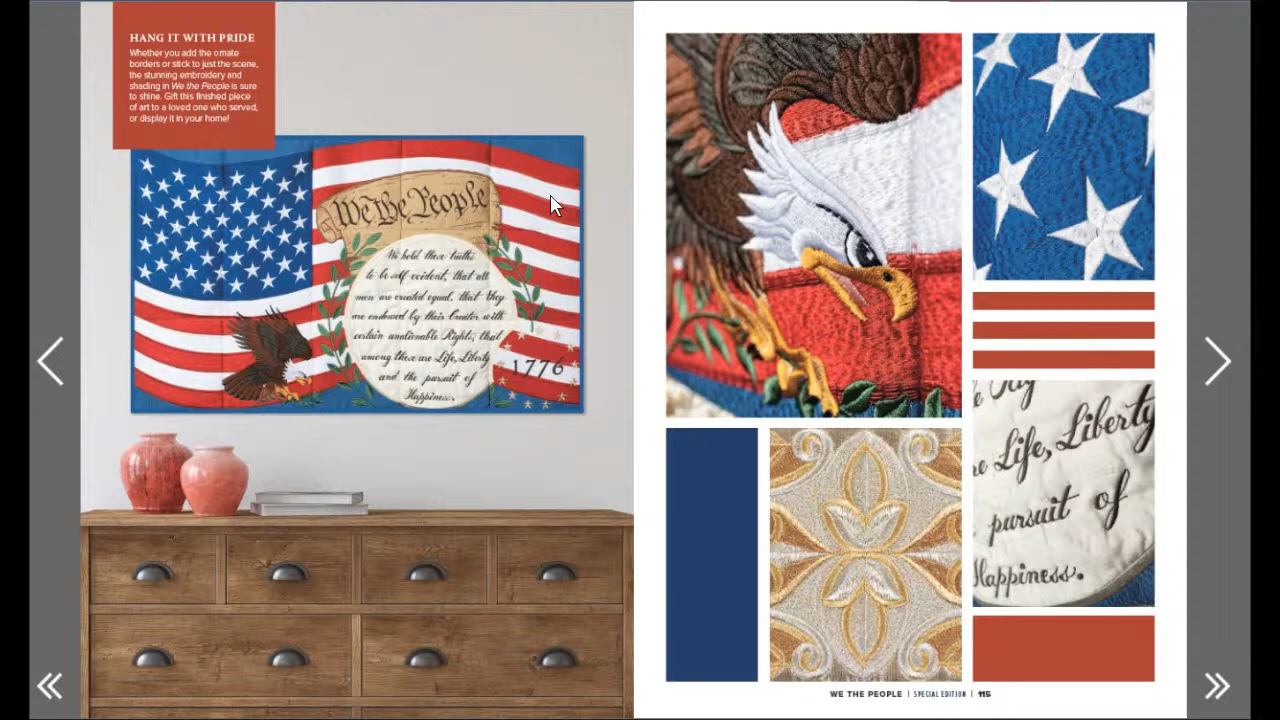 HANG IT WITH PRIDE
Whether you add the ornate
borders or stick to just the scene,
the stunning embroidery and
shading in We the People is sure
to shine. Gift this finished piece
of art to a loved one who served,
or display it in your home!
We the People
We hold these truths
to be self-evident, that all
men are created equal, that they
are endowed by their Creator with
certain unalienable Rights, that
among these are Life, Liberty
and the pursuit of
Happiness.
1776
re Life, Liberty
pursuit of
Happiness.
WE THE PEOPLE | SPECIAL EDITION | 115